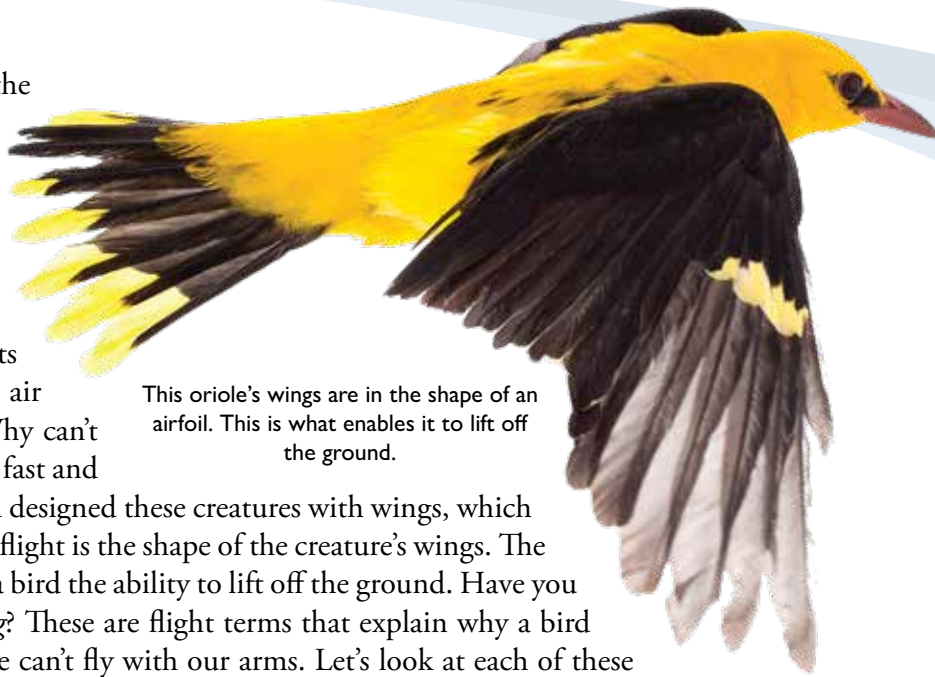 the
ts
air
This oriole's wings are in the shape of an
airfoil. This is what enables it to lift off
the ground.
hy can't
fast and
designed these creatures with wings, which
flight is the shape of the creature's wings. The
a bird the ability to lift off the ground. Have you
g? These are flight terms that explain why a bird
e can't fly with our arms. Let's look at each of these